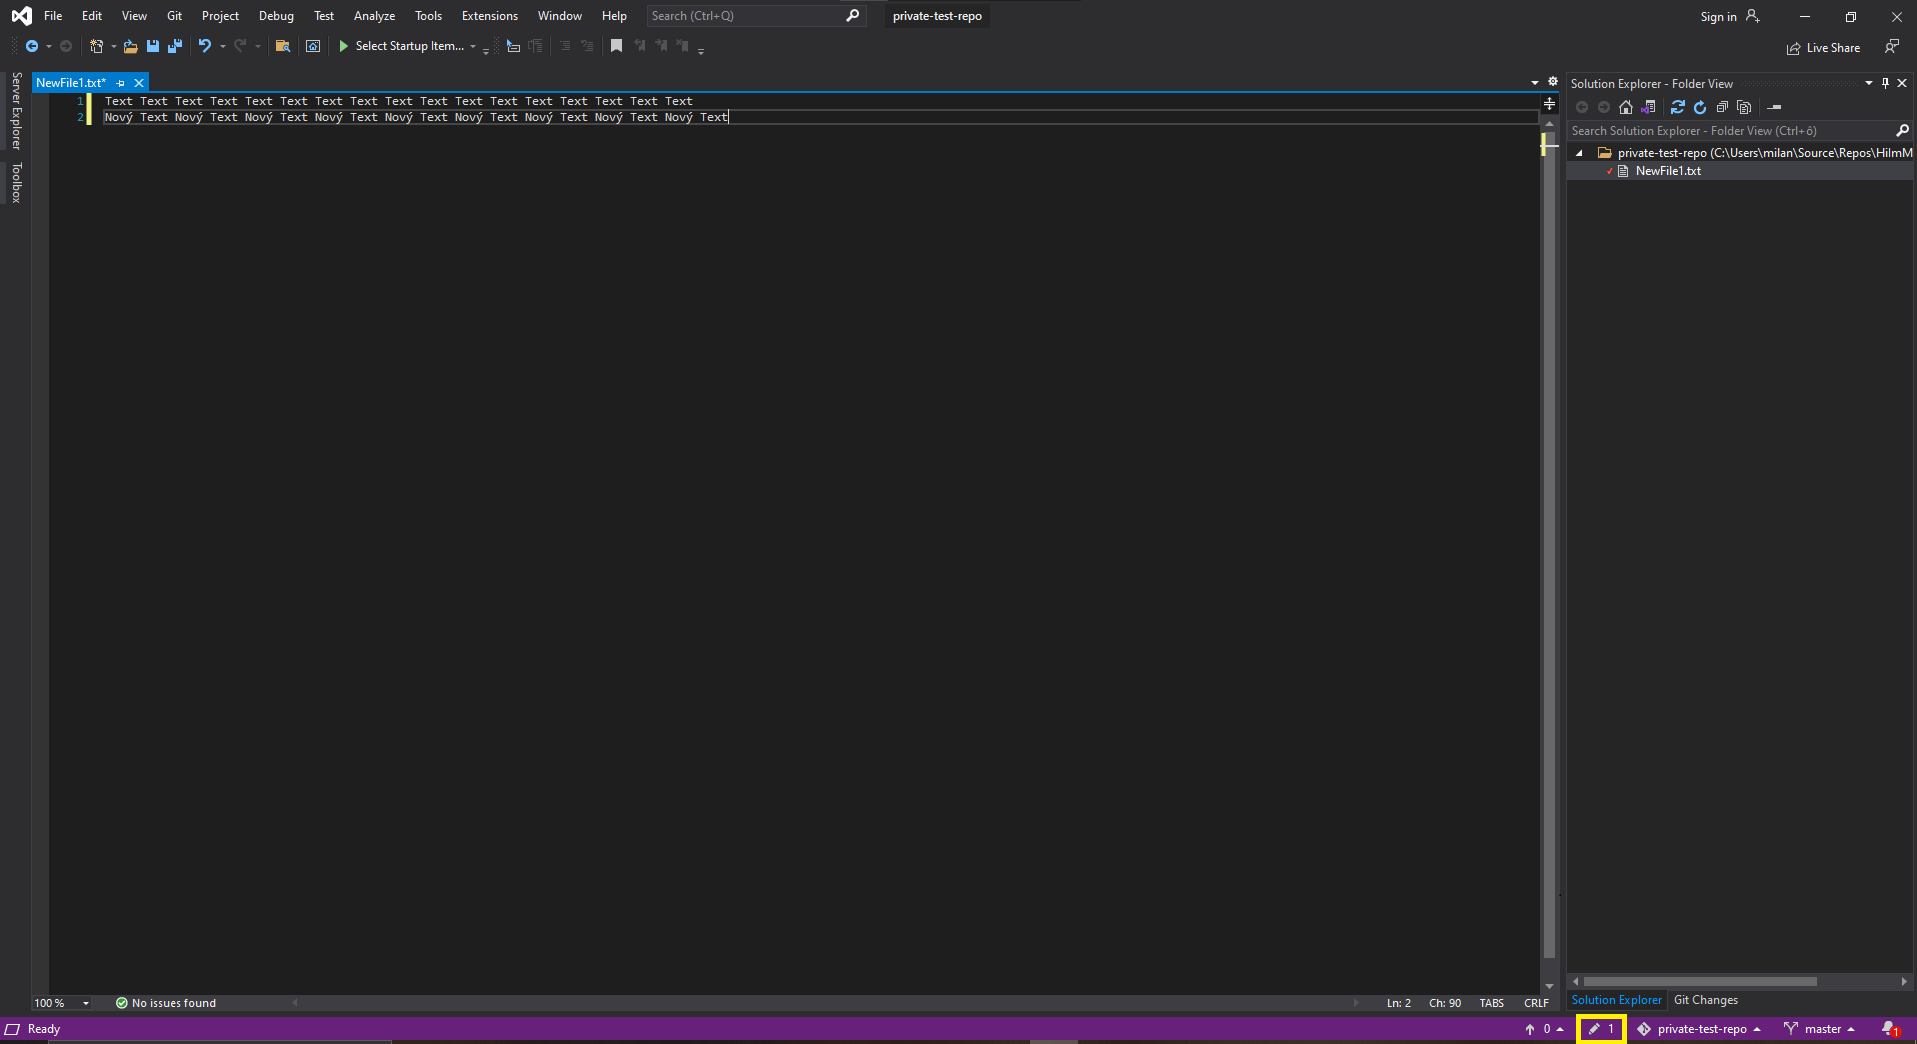 File Edit View Git Project Debug Test Analyze Tools Extensions Window Help Search (Ctrl+Q) private-test-repo Sign in
Select Startup Item... Live Share
Server Explorer
Toolbox
NewFile1.txt*
1 Text Text Text Text Text Text Text Text Text Text Text Text Text Text Text Text Text
2 Nový Text Nový Text Nový Text Nový Text Nový Text Nový Text Nový Text Nový Text Nový Text
Solution Explorer - Folder View
Search Solution Explorer - Folder View (Ctrl+ô)
private-test-repo (C:\Users\milan\Source\Repos\HilmM
NewFile1.txt
100 % No issues found Ln: 2 Ch: 90 TABS CRLF
Solution Explorer Git Changes
Ready 0 1 private-test-repo master 1